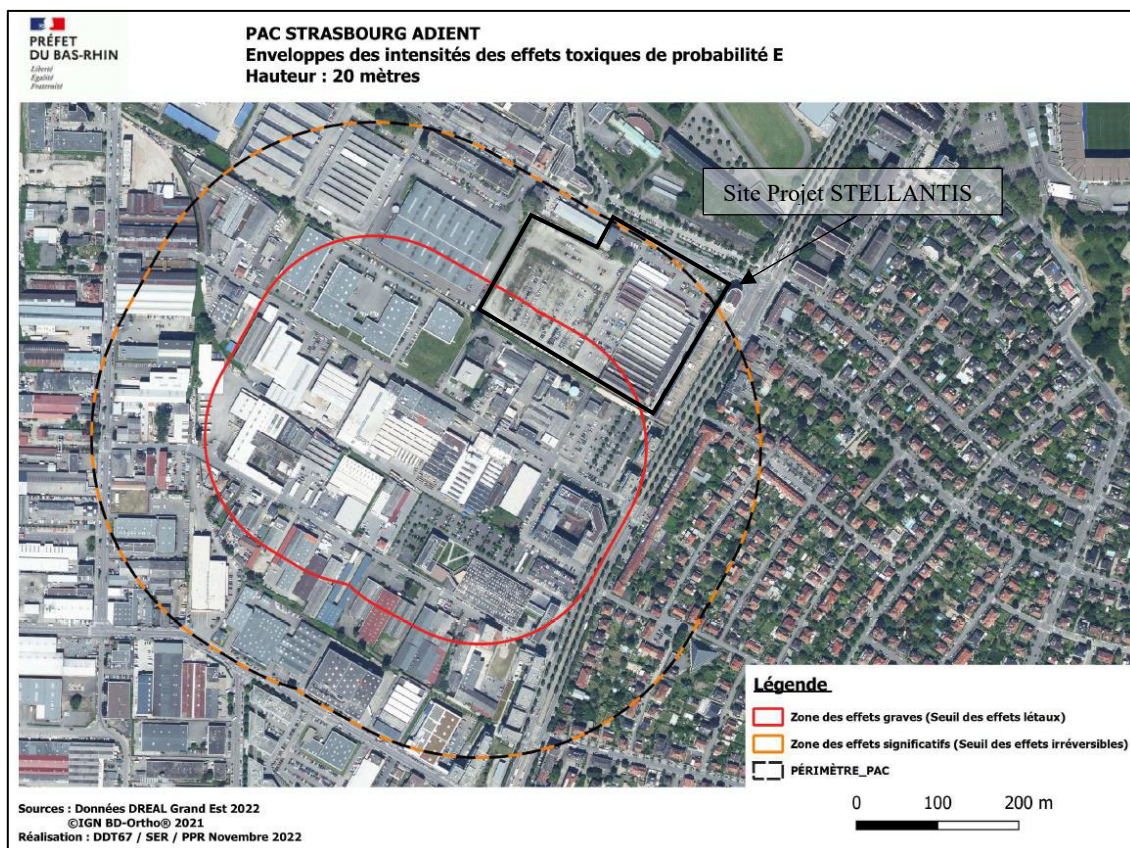 PRÉFET
DU BAS-RHIN
Liberté
Égalité
Fraternité
PAC STRASBOURG ADIENT
Enveloppes des intensités des effets toxiques de probabilité E
Hauteur : 20 mètres
Site Projet STELLANTIS
Légende
Zone des effets graves (Seuil des effets létaux)
Zone des effets significatifs (Seuil des effets irréversibles)
PÉRIMÈTRE_PAC
0 100 200 m
Sources : Données DREAL Grand Est 2022
©IGN BD-Ortho® 2021
Réalisation : DDT67 / SER / PPR Novembre 2022